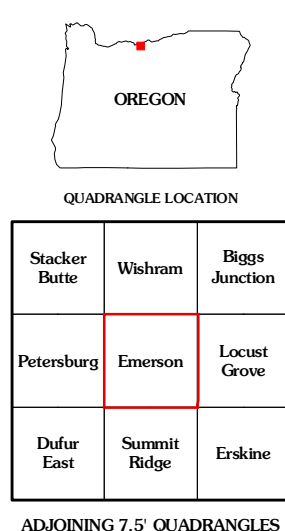 OREGON
QUADRANGLE LOCATION
Stacker
Butte
Wishram
Biggs
Junction
Petersburg
Emerson
Locust
Grove
Dufur
East
Summit
Ridge
Erskine
ADJOINING 7.5' QUADRANGLES